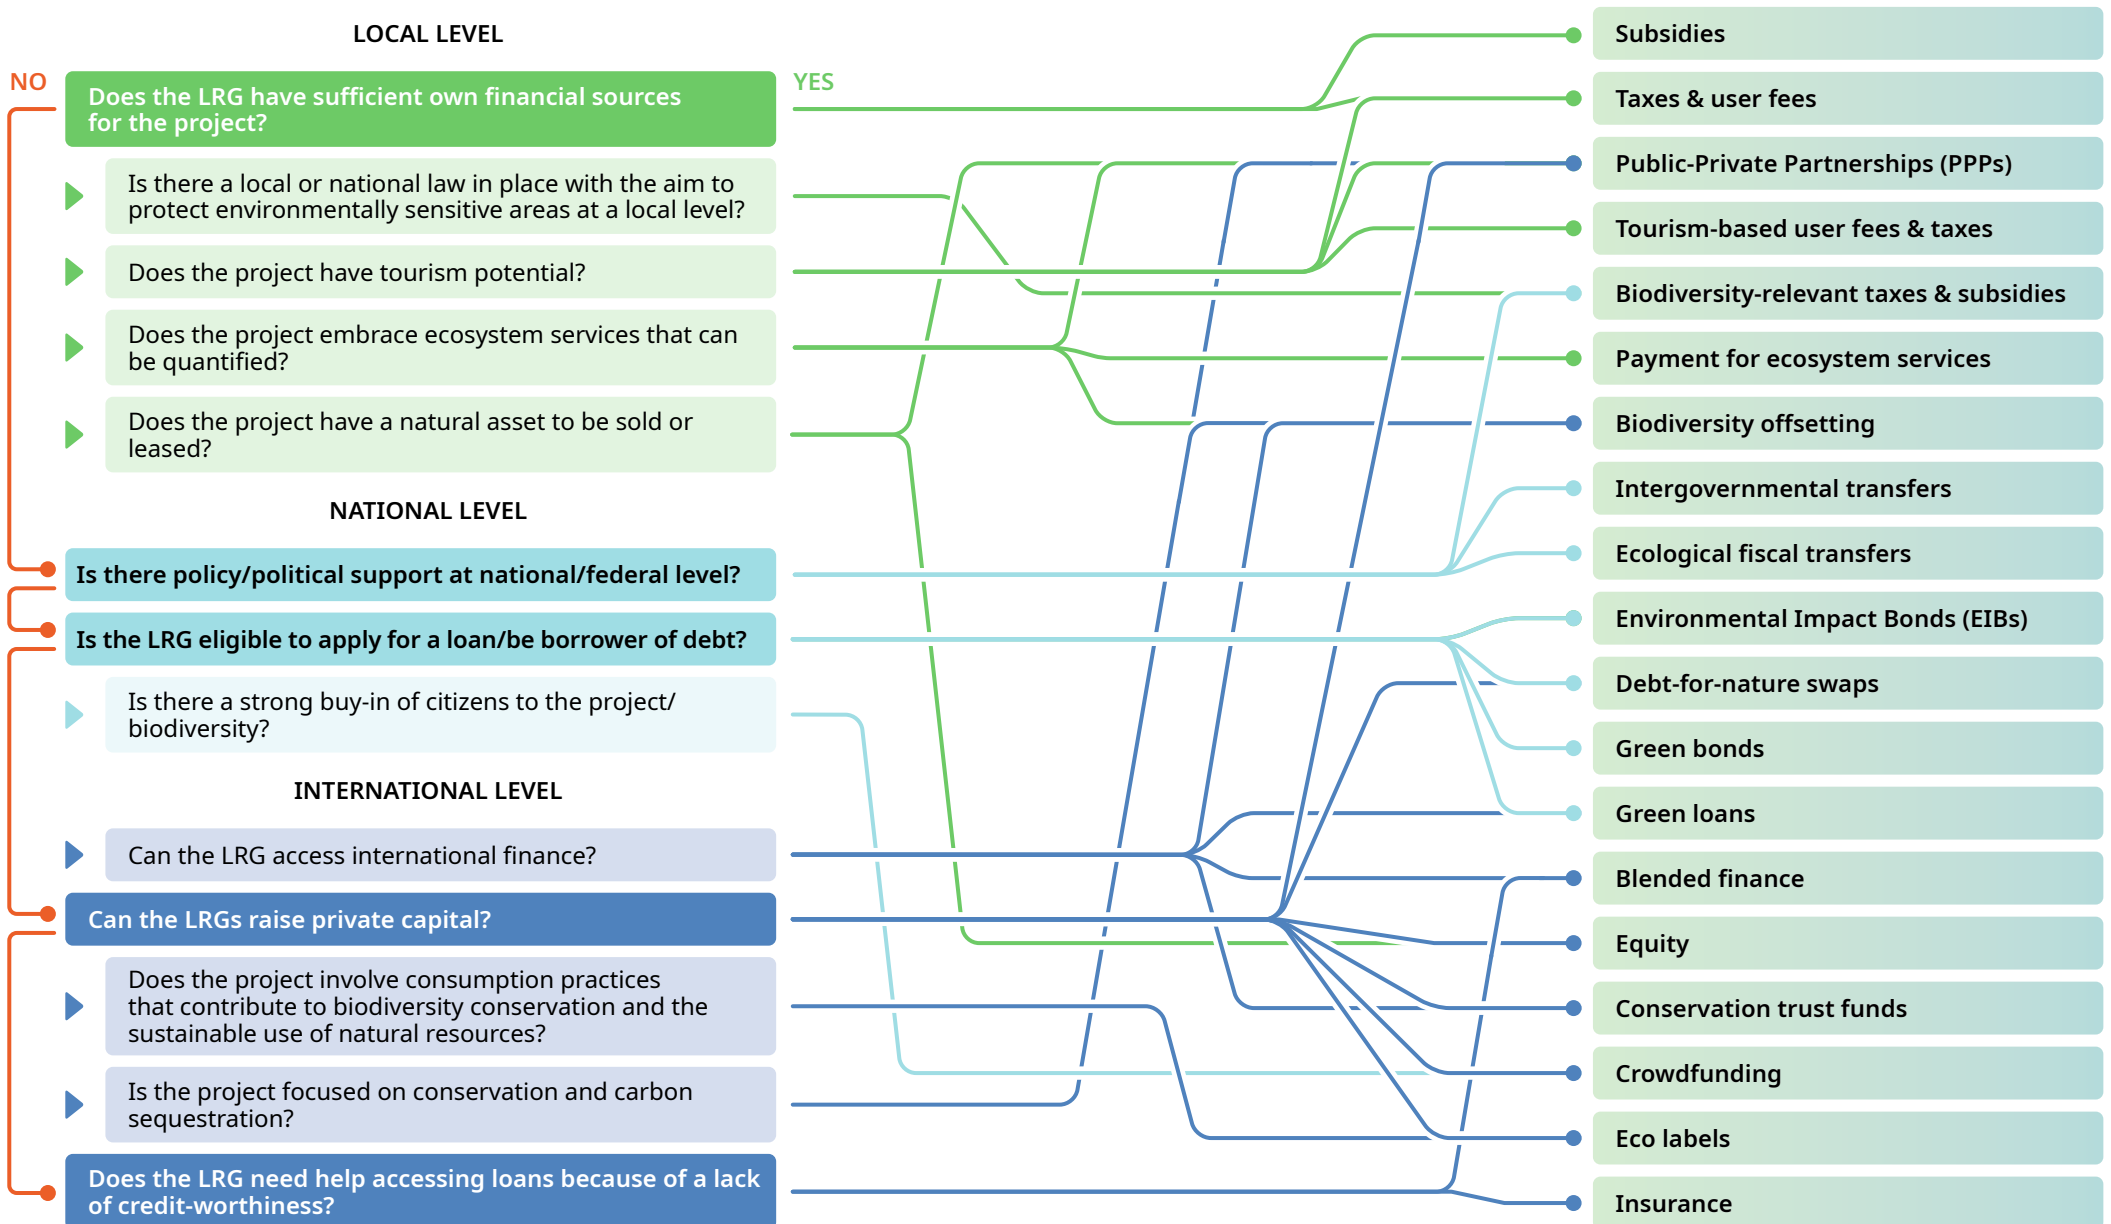 LOCAL LEVEL
NO
YES
Does the LRG have sufficient own financial sources
for the project?
Is there a local or national law in place with the aim to
protect environmentally sensitive areas at a local level?
Does the project have tourism potential?
Does the project embrace ecosystem services that can
be quantified?
Does the project have a natural asset to be sold or
leased?
NATIONAL LEVEL
Is there policy/political support at national/federal level?
Is the LRG eligible to apply for a loan/be borrower of debt?
Is there a strong buy-in of citizens to the project/
biodiversity?
INTERNATIONAL LEVEL
Can the LRG access international finance?
Can the LRGs raise private capital?
Does the project involve consumption practices
that contribute to biodiversity conservation and the
sustainable use of natural resources?
Is the project focused on conservation and carbon
sequestration?
Does the LRG need help accessing loans because of a lack
of credit-worthiness?
Subsidies
Taxes & user fees
Public-Private Partnerships (PPPs)
Tourism-based user fees & taxes
Biodiversity-relevant taxes & subsidies
Payment for ecosystem services
Biodiversity offsetting
Intergovernmental transfers
Ecological fiscal transfers
Environmental Impact Bonds (EIBs)
Debt-for-nature swaps
Green bonds
Green loans
Blended finance
Equity
Conservation trust funds
Crowdfunding
Eco labels
Insurance